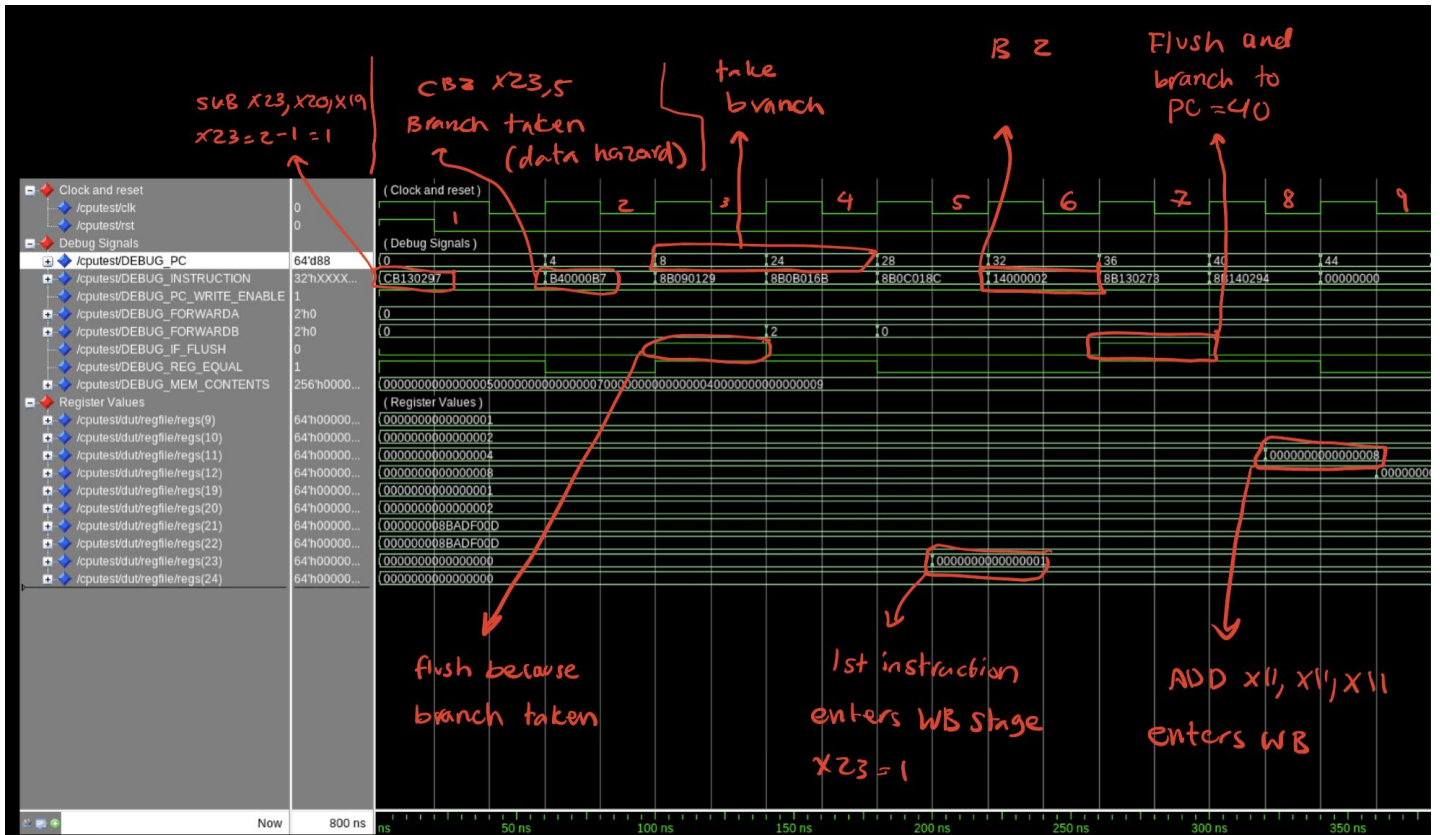 B 2
Flush and
branch to
PC = 40
take
branch
CBZ X23,5
Branch taken
(data hazard)
SUB X23, X20, X19
X23 = 2 - 1 = 1
1 2 3 4 5 6 7 8 9
Clock and reset ( Clock and reset )
/cputest/clk 0
/cputest/rst 0
Debug Signals ( Debug Signals )
/cputest/DEBUG_PC 64'd88 0 4 8 24 28 32 36 40 44
/cputest/DEBUG_INSTRUCTION 32'hXXXX... CB130297 B40000B7 8B090129 8B0B016B 8B0C018C 14000002 8B130273 8B140294 00000000
/cputest/DEBUG_PC_WRITE_ENABLE 1
/cputest/DEBUG_FORWARDA 2'h0 0
/cputest/DEBUG_FORWARDB 2'h0 0 2 0
/cputest/DEBUG_IF_FLUSH 0
/cputest/DEBUG_REG_EQUAL 1
/cputest/DEBUG_MEM_CONTENTS 256'h0000... 0000000000000005000000000000000700000000000000040000000000000009
Register Values ( Register Values )
/cputest/dut/regfile/regs(9) 64'h00000... 0000000000000001
/cputest/dut/regfile/regs(10) 64'h00000... 0000000000000002
/cputest/dut/regfile/regs(11) 64'h00000... 0000000000000004 0000000000000008
/cputest/dut/regfile/regs(12) 64'h00000... 0000000000000008
/cputest/dut/regfile/regs(19) 64'h00000... 0000000000000001
/cputest/dut/regfile/regs(20) 64'h00000... 0000000000000002
/cputest/dut/regfile/regs(21) 64'h00000... 000000008BADF00D
/cputest/dut/regfile/regs(22) 64'h00000... 000000008BADF00D
/cputest/dut/regfile/regs(23) 64'h00000... 0000000000000000 0000000000000001
/cputest/dut/regfile/regs(24) 64'h00000... 0000000000000000
flush because
branch taken
1st instruction
enters WB stage
X23 = 1
ADD X11, X11, X11
enters WB
Now 800 ns ns 50 ns 100 ns 150 ns 200 ns 250 ns 300 ns 350 ns